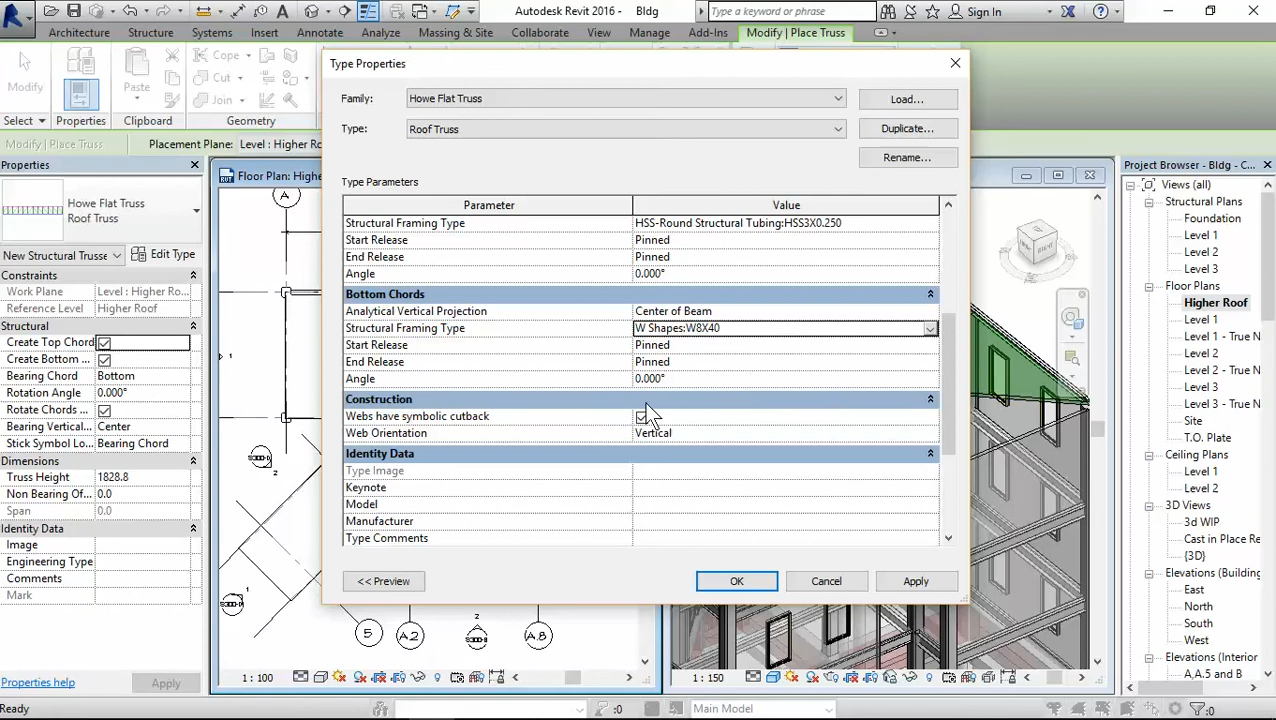 Autodesk Revit 2016 - Bldg
Type a keyword or phrase
Sign In
Architecture Structure Systems Insert Annotate Analyze Massing & Site Collaborate View Manage Add-Ins Modify | Place Truss
Modify
Paste
Cope
Cut
Join
Select Properties Clipboard Geometry
Modify | Place Truss Placement Plane: Level : Higher Ro
Properties
Howe Flat Truss
Roof Truss
New Structural Trusse Edit Type
Constraints
Work Plane Level : Higher Ro...
Reference Level Higher Roof
Structural
Create Top Chord
Create Bottom ...
Bearing Chord Bottom
Rotation Angle 0.000°
Rotate Chords ...
Bearing Vertical... Center
Stick Symbol Lo... Bearing Chord
Dimensions
Truss Height 1828.8
Non Bearing Of... 0.0
Span 0.0
Identity Data
Image
Engineering Type
Comments
Mark
Properties help Apply
Ready
Floor Plan: Highe
A
1
1
2
5 A.2 A.8
2
1 : 100
1 : 150
:0
Main Model
:0
Type Properties
Family: Howe Flat Truss Load...
Type: Roof Truss Duplicate...
Rename...
Type Parameters
Parameter Value
Structural Framing Type HSS-Round Structural Tubing:HSS3X0.250
Start Release Pinned
End Release Pinned
Angle 0.000°
Bottom Chords
Analytical Vertical Projection Center of Beam
Structural Framing Type W Shapes:W8X40
Start Release Pinned
End Release Pinned
Angle 0.000°
Construction
Webs have symbolic cutback
Web Orientation Vertical
Identity Data
Type Image
Keynote
Model
Manufacturer
Type Comments
<< Preview OK Cancel Apply
Project Browser - Bldg - C...
Views (all)
Structural Plans
Foundation
Level 1
Level 2
Level 3
Floor Plans
Higher Roof
Level 1
Level 1 - True N
Level 2
Level 2 - True N
Level 3
Level 3 - True N
Site
T.O. Plate
Ceiling Plans
Level 1
Level 2
3D Views
3d WIP
Cast in Place Re
{3D}
Elevations (Building
East
North
South
West
Elevations (Interior
A,A.5 and B